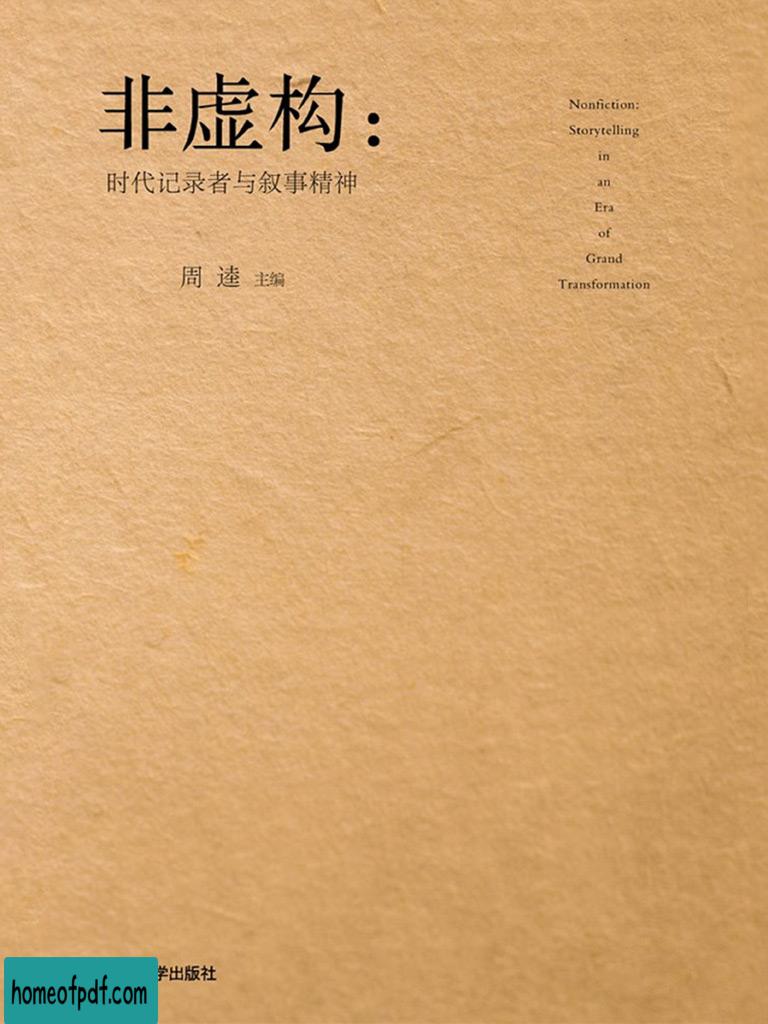 非虚构：
时代记录者与叙事精神
周逵 主编
Nonfiction:
Storytelling
in
an
Era
of
Grand
Transformation
学出版社
homeofpdf.com